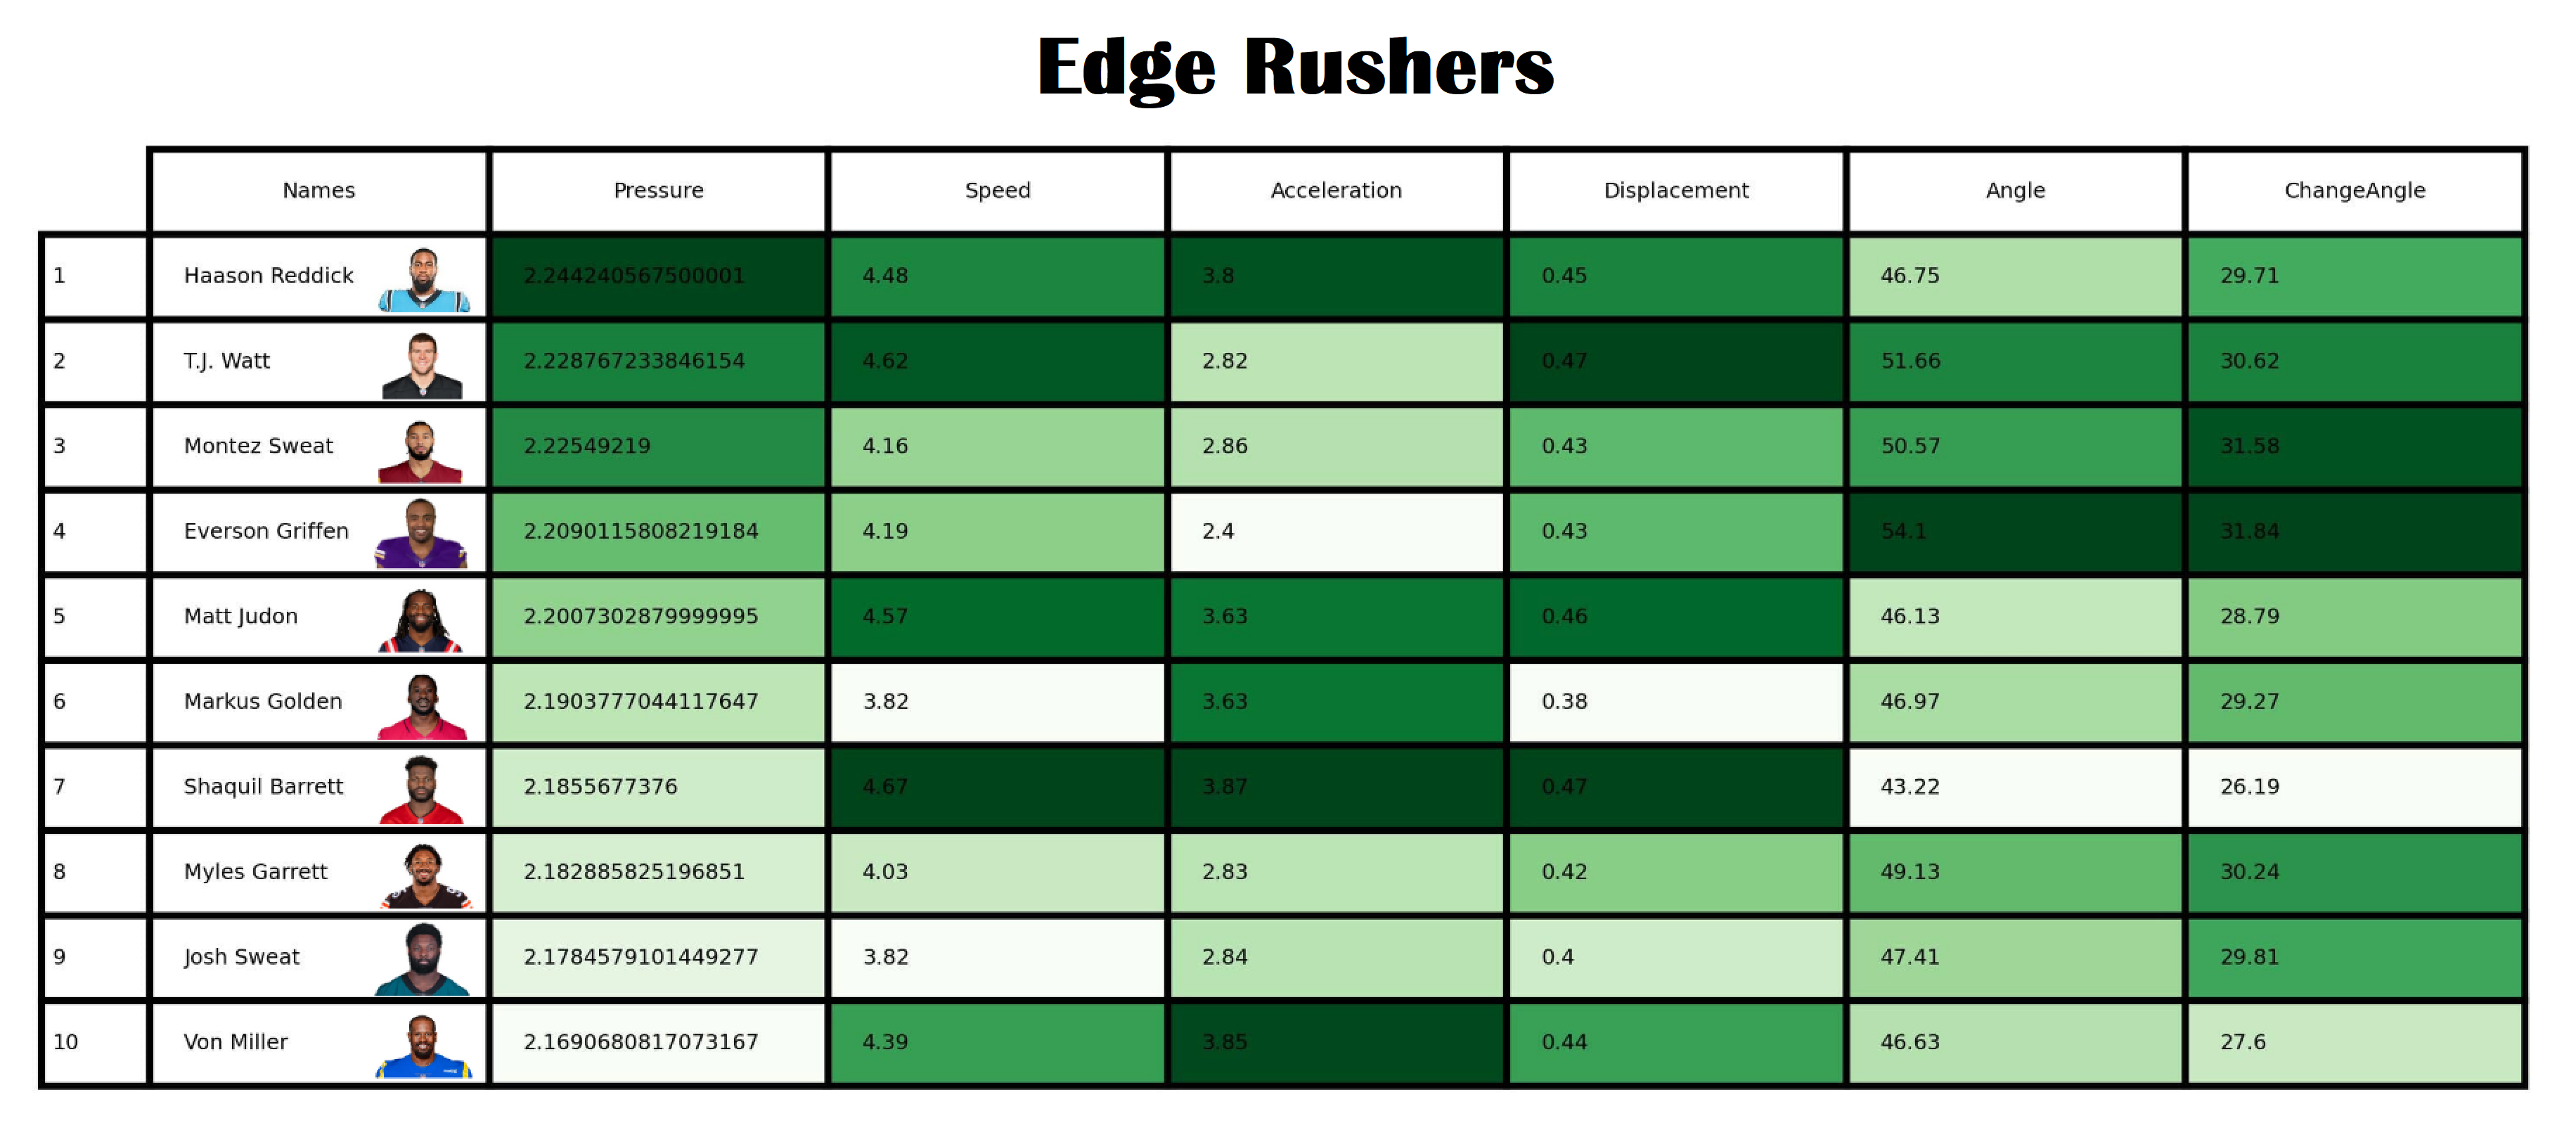 Edge Rushers
Names Pressure Speed Acceleration Displacement Angle ChangeAngle
1 Haason Reddick 2.244240567500001 4.48 3.8 0.45 46.75 29.71
2 T.J. Watt 2.228767233846154 4.62 2.82 0.47 51.66 30.62
3 Montez Sweat 2.22549219 4.16 2.86 0.43 50.57 31.58
4 Everson Griffen 2.2090115808219184 4.19 2.4 0.43 54.1 31.84
5 Matt Judon 2.2007302879999995 4.57 3.63 0.46 46.13 28.79
6 Markus Golden 2.1903777044117647 3.82 3.63 0.38 46.97 29.27
7 Shaquil Barrett 2.1855677376 4.67 3.87 0.47 43.22 26.19
8 Myles Garrett 2.182885825196851 4.03 2.83 0.42 49.13 30.24
9 Josh Sweat 2.1784579101449277 3.82 2.84 0.4 47.41 29.81
10 Von Miller 2.1690680817073167 4.39 3.85 0.44 46.63 27.6